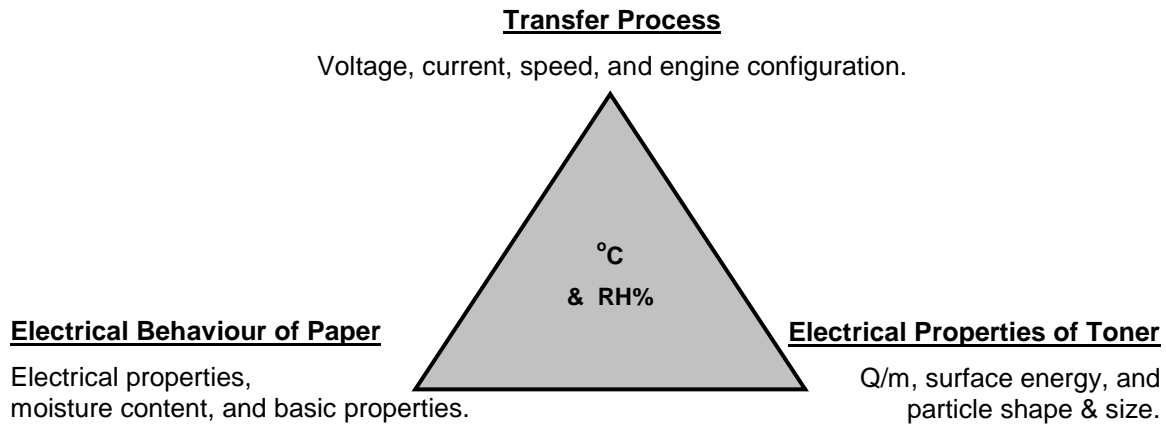 Transfer Process
Voltage, current, speed, and engine configuration.
°C
& RH%
Electrical Behaviour of Paper
Electrical properties,
moisture content, and basic properties.
Electrical Properties of Toner
Q/m, surface energy, and
particle shape & size.